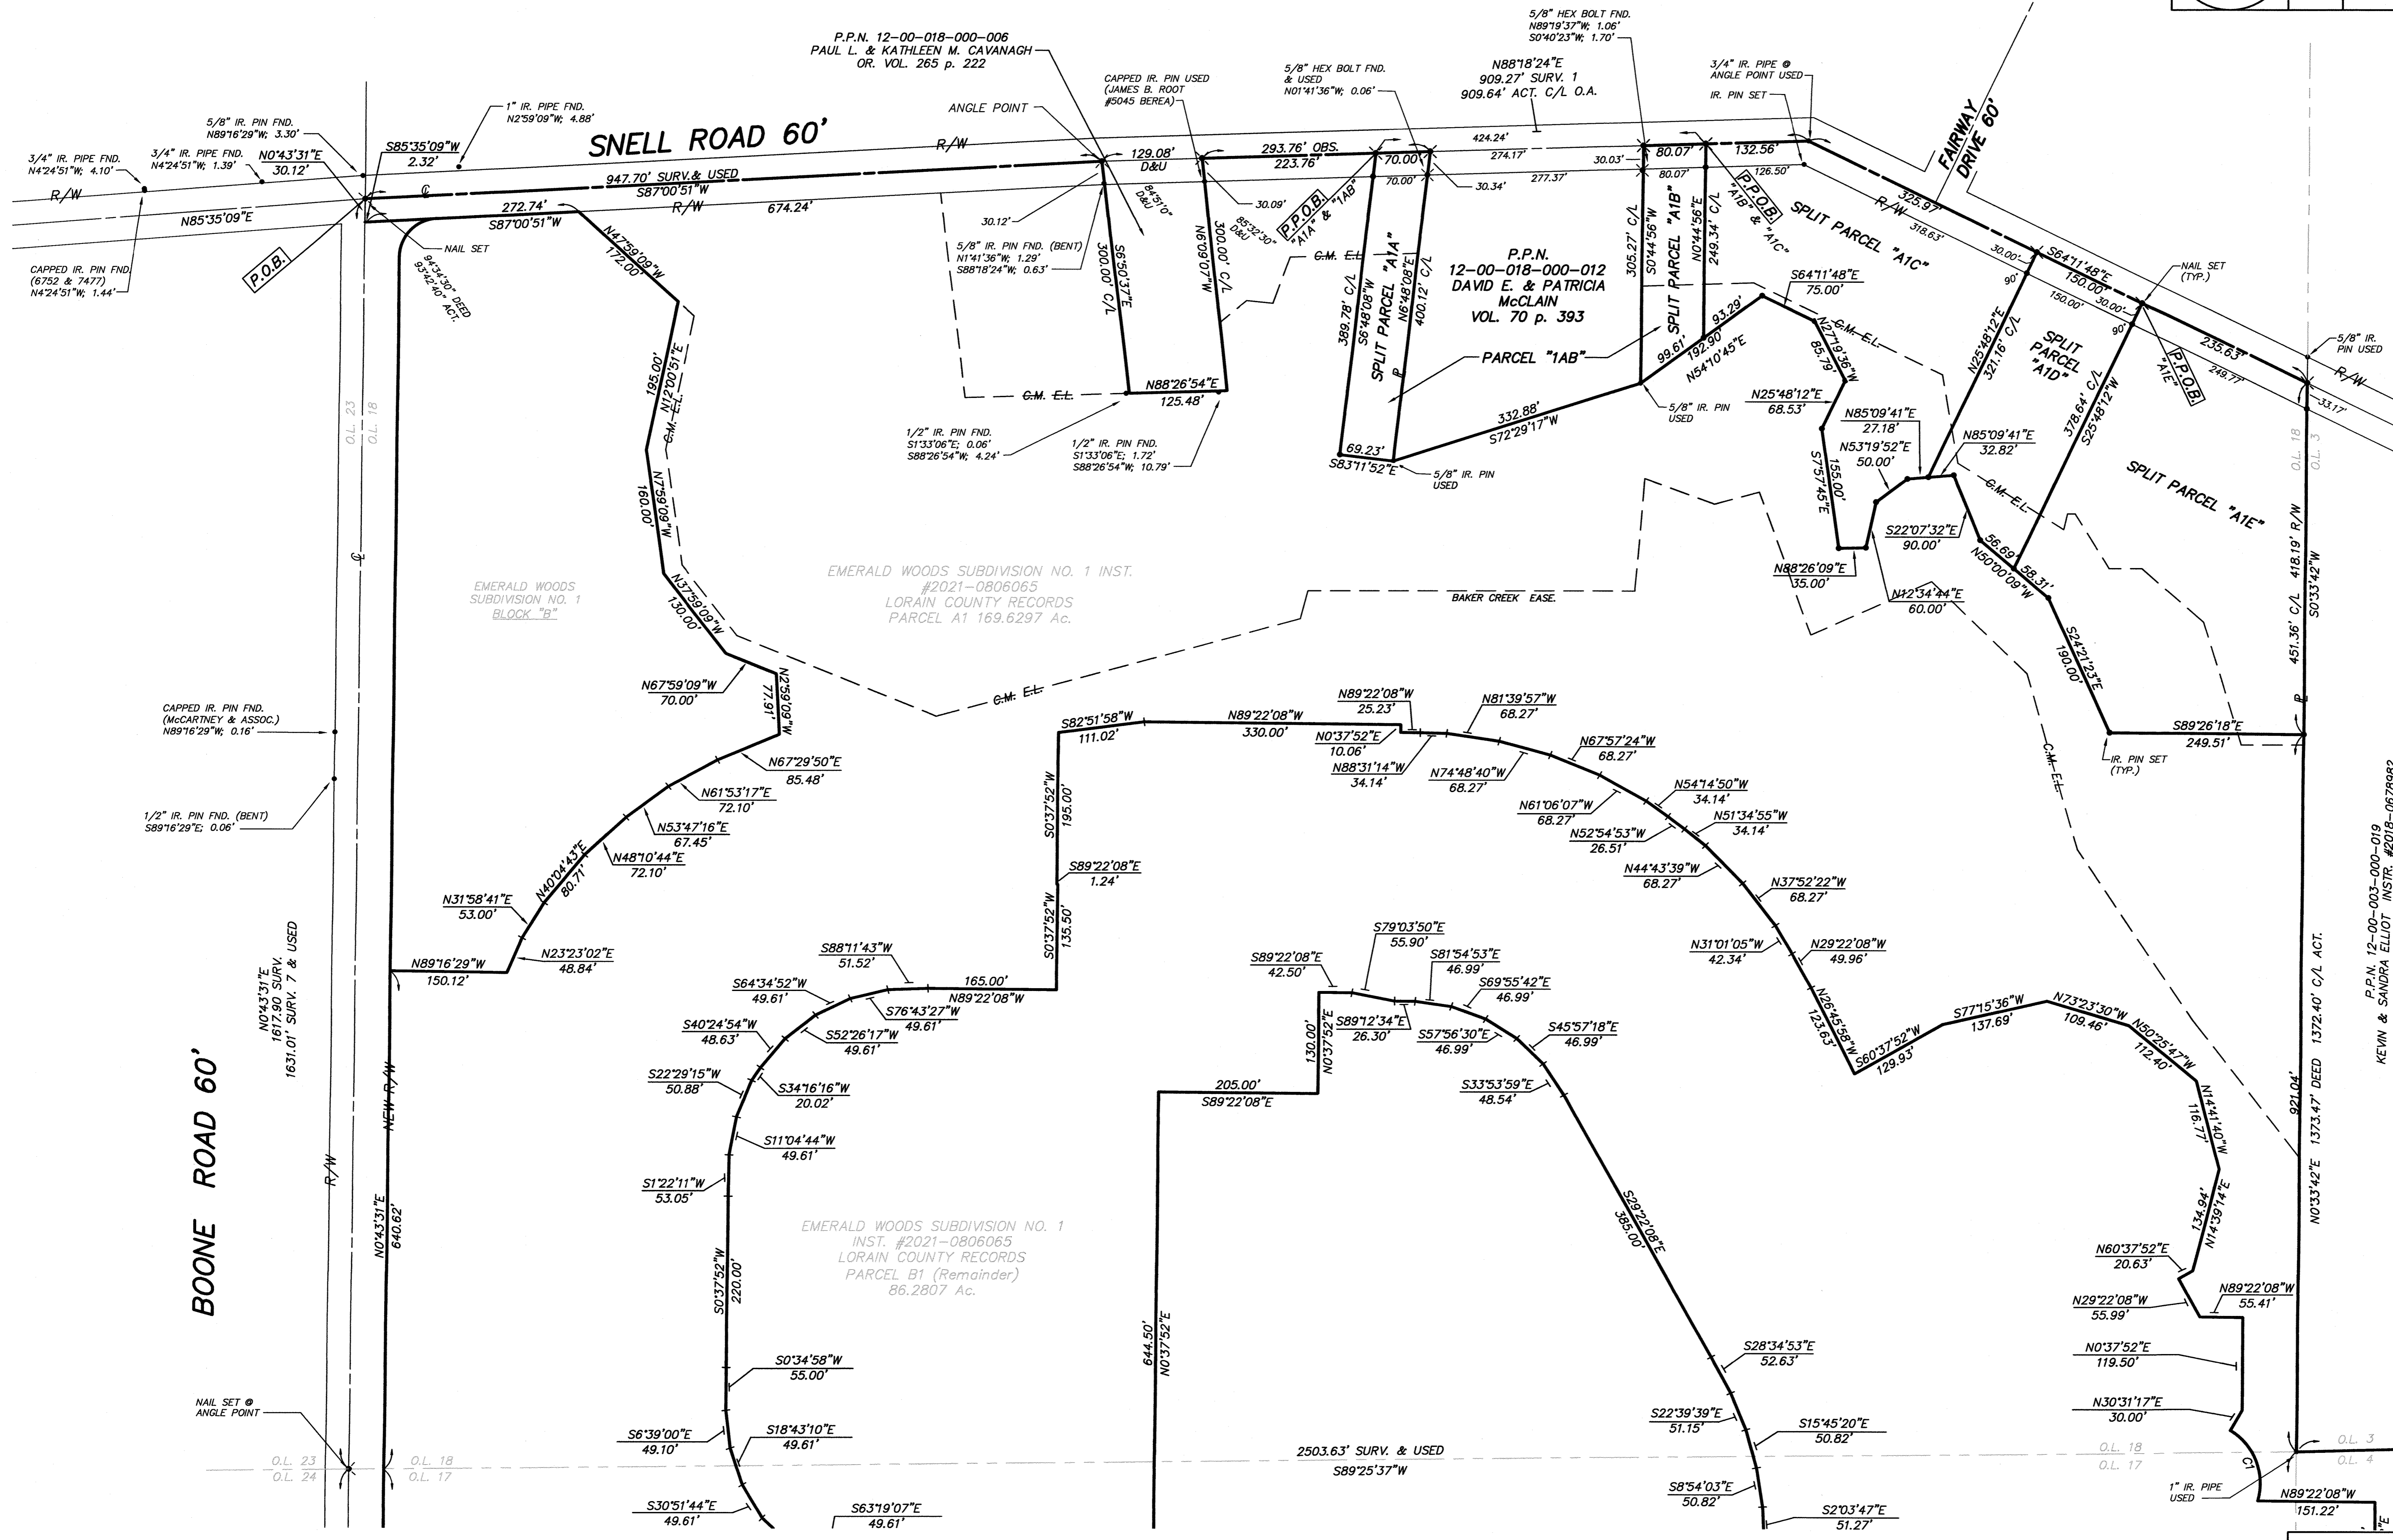 P.P.N. 12-00-018-000-006
PAUL L. & KATHLEEN M. CAVANAGH
OR. VOL. 265 p. 222
5/8" HEX BOLT FND.
N89°19'37"W; 1.06'
S0°40'23"W; 1.70'
N88°18'24"E
909.27' SURV. 1
909.64' ACT. C/L O.A.
3/4" IR. PIPE @
ANGLE POINT USED
IR. PIN SET
5/8" HEX BOLT FND.
& USED
N01°41'36"W; 0.06'
CAPPED IR. PIN USED
(JAMES B. ROOT
#5045 BEREA)
ANGLE POINT
1" IR. PIPE FND.
N2°59'09"W; 4.88'
5/8" IR. PIN FND.
N89°16'29"W; 3.30'
3/4" IR. PIPE FND.
N4°24'51"W; 4.10'
3/4" IR. PIPE FND.
N4°24'51"W; 1.39'
N0°43'31"E
30.12'
S85°35'09"W
2.32'
SNELL ROAD 60'
R/W
FAIRWAY
DRIVE 60'
947.70' SURV.& USED
S87°00'51"W
129.08'
D&U
293.76' OBS.
223.76'
70.00'
70.00'
424.24'
274.17'
277.37'
30.03'
80.07'
80.07'
132.56'
126.50'
30.34'
30.09'
30.12'
R/W
℄
N85°35'09"E
272.74'
S87°00'51"W
R/W
674.24'
NAIL SET
P.O.B.
94°34'30" DEED
93°42'40" ACT.
CAPPED IR. PIN FND.
(6752 & 7477)
N4°24'51"W; 1.44'
5/8" IR. PIN FND. (BENT)
N1°41'36"W; 1.29'
S88°18'24"W; 0.63'
84°51'0"
D&U
85°32'30"
D&U
S6°50'37"E
300.00' C/L
N6°09'07"W
300.00' C/L
P.P.O.B.
"A1A" & "1AB"
C.M. E.L.
389.78' C/L
S6°48'08"W
SPLIT PARCEL "A1A"
N6°48'08"E
400.12' C/L
P.P.N.
12-00-018-000-012
DAVID E. & PATRICIA
McCLAIN
VOL. 70 p. 393
PARCEL "1AB"
305.27' C/L
S0°44'56"W
SPLIT PARCEL "A1B"
N0°44'56"E
249.34' C/L
P.P.O.B.
"A1B" & "A1C"
SPLIT PARCEL "A1C"
R/W
318.63'
325.97'
S64°11'48"E
75.00'
93.29'
99.61'
192.90'
N54°10'45"E
N27°19'36"W
85.79'
C.M. E.L.
30.00'
90°
S64°11'48"E
150.00'
150.00'
30.00'
90°
NAIL SET
(TYP.)
N25°48'12"E
321.16' C/L
SPLIT
PARCEL
"A1D"
378.64' C/L
S25°48'12"W
P.P.O.B.
"A1E"
235.63'
249.77'
5/8" IR.
PIN USED
R/W
33.17'
O.L. 18
O.L. 3
SPLIT PARCEL "A1E"
C.M. E.L.
N47°59'09"W
172.00'
195.00'
N12°00'51"E
C.M. E.L.
O.L. 23
O.L. 18
N7°59'09"W
160.00'
N37°59'09"W
130.00'
N67°59'09"W
70.00'
N2°59'09"W
77.91'
C.M. E.L.
N88°26'54"E
125.48'
1/2" IR. PIN FND.
S1°33'06"E; 0.06'
S88°26'54"W; 4.24'
1/2" IR. PIN FND.
S1°33'06"E; 1.72'
S88°26'54"W; 10.79'
69.23'
S83°11'52"E
5/8" IR. PIN
USED
332.88'
S72°29'17"W
5/8" IR. PIN
USED
N25°48'12"E
68.53'
N85°09'41"E
27.18'
N53°19'52"E
50.00'
N85°09'41"E
32.82'
S7°57'45"E
155.00'
N88°26'09"E
35.00'
N12°34'44"E
60.00'
S22°07'32"E
90.00'
56.69'
N50°00'09"W
58.31'
S24°21'23"E
190.00'
S89°26'18"E
249.51'
IR. PIN SET
(TYP.)
451.36' C/L 418.19' R/W
S0°33'42"W
EMERALD WOODS
SUBDIVISION NO. 1
BLOCK "B"
EMERALD WOODS SUBDIVISION NO. 1 INST.
#2021-0806065
LORAIN COUNTY RECORDS
PARCEL A1 169.6297 Ac.
BAKER CREEK EASE.
C.M. E.L.
C.M. E.L.
CAPPED IR. PIN FND.
(McCARTNEY & ASSOC.)
N89°16'29"W; 0.16'
1/2" IR. PIN FND. (BENT)
S89°16'29"E; 0.06'
N67°29'50"E
85.48'
N61°53'17"E
72.10'
N53°47'16"E
67.45'
N48°10'44"E
72.10'
N40°04'43"E
80.71'
N31°58'41"E
53.00'
N23°23'02"E
48.84'
N89°16'29"W
150.12'
S82°51'58"W
111.02'
N89°22'08"W
330.00'
N89°22'08"W
25.23'
N0°37'52"E
10.06'
N88°31'14"W
34.14'
N81°39'57"W
68.27'
N74°48'40"W
68.27'
N67°57'24"W
68.27'
N61°06'07"W
68.27'
N54°14'50"W
34.14'
N52°54'53"W
26.51'
N51°34'55"W
34.14'
N44°43'39"W
68.27'
N37°52'22"W
68.27'
N31°01'05"W
42.34'
N29°22'08"W
49.96'
N26°45'58"W
123.63'
S60°37'52"W
129.93'
S77°15'36"W
137.69'
N73°23'30"W
109.46'
N50°25'47"W
112.40'
N14°41'40"W
116.77'
134.94'
N14°39'14"E
N60°37'52"E
20.63'
N29°22'08"W
55.99'
N89°22'08"W
55.41'
N0°37'52"E
119.50'
N30°31'17"E
30.00'
C1
S0°37'52"W
195.00'
S89°22'08"E
1.24'
S0°37'52"W
135.50'
S88°11'43"W
51.52'
165.00'
N89°22'08"W
S64°34'52"W
49.61'
S76°43'27"W
49.61'
S40°24'54"W
48.63'
S52°26'17"W
49.61'
S22°29'15"W
50.88'
S34°16'16"W
20.02'
S11°04'44"W
49.61'
S1°22'11"W
53.05'
S0°37'52"W
220.00'
S0°34'58"W
55.00'
S6°39'00"E
49.10'
S18°43'10"E
49.61'
S30°51'44"E
49.61'
S63°19'07"E
49.61'
S89°22'08"E
42.50'
S79°03'50"E
55.90'
S81°54'53"E
46.99'
S69°55'42"E
46.99'
S89°12'34"E
26.30'
S57°56'30"E
46.99'
S45°57'18"E
46.99'
S33°53'59"E
48.54'
130.00'
N0°37'52"E
205.00'
S89°22'08"E
644.50'
N0°37'52"E
S29°22'08"E
385.00'
S28°34'53"E
52.63'
S22°39'39"E
51.15'
S15°45'20"E
50.82'
S8°54'03"E
50.82'
S2°03'47"E
51.27'
EMERALD WOODS SUBDIVISION NO. 1
INST. #2021-0806065
LORAIN COUNTY RECORDS
PARCEL B1 (Remainder)
86.2807 Ac.
BOONE ROAD 60'
N0°43'31"E
1617.90 SURV.
1631.01' SURV. 7 & USED
R/W
NEW R/W
N0°43'31"E
640.62'
NAIL SET @
ANGLE POINT
O.L. 23
O.L. 24
O.L. 18
O.L. 17
2503.63' SURV. & USED
S89°25'37"W
O.L. 18
O.L. 17
O.L. 3
O.L. 4
1" IR. PIPE
USED
N89°22'08"W
151.22'
921.04'
N0°33'42"E 1373.47' DEED 1372.40' C/L ACT.
P.P.N. 12-00-003-000-019
KEVIN & SANDRA ELLIOT INSTR. #2018-0678982